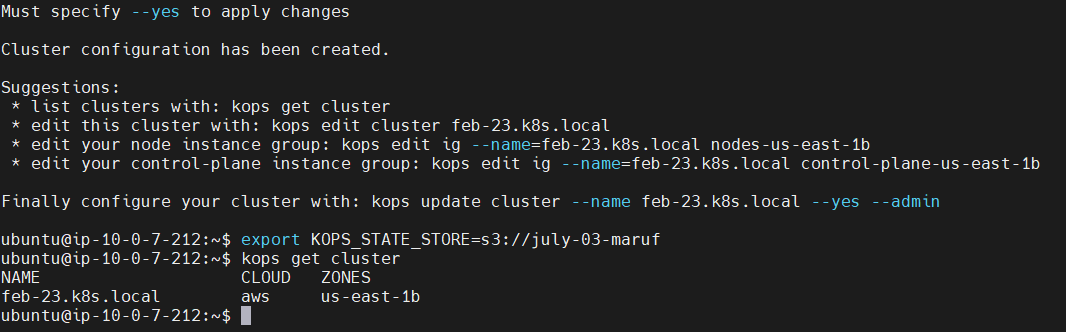 Must specify --yes to apply changes
Cluster configuration has been created.
Suggestions:
* list clusters with: kops get cluster
* edit this cluster with: kops edit cluster feb-23.k8s.local
* edit your node instance group: kops edit ig --name=feb-23.k8s.local nodes-us-east-1b
* edit your control-plane instance group: kops edit ig --name=feb-23.k8s.local control-plane-us-east-1b
Finally configure your cluster with: kops update cluster --name feb-23.k8s.local --yes --admin
ubuntu@ip-10-0-7-212:~$ export KOPS_STATE_STORE=s3://july-03-maruf
ubuntu@ip-10-0-7-212:~$ kops get cluster
NAME CLOUD ZONES
feb-23.k8s.local aws us-east-1b
ubuntu@ip-10-0-7-212:~$